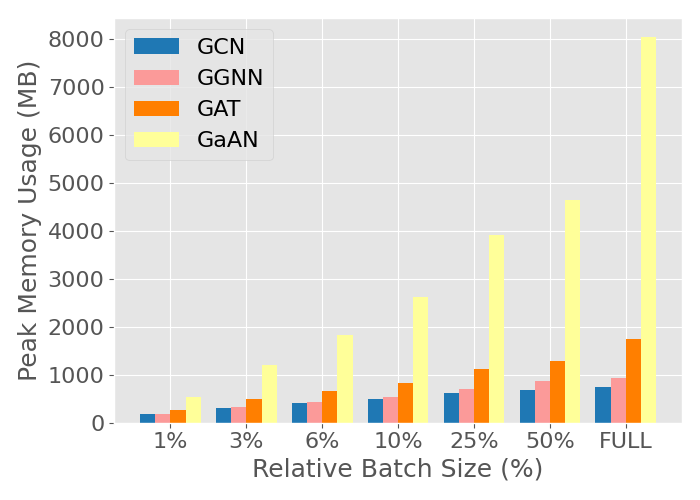 Peak Memory Usage (MB)
8000
7000
6000
5000
4000
3000
2000
1000
0
GCN
GGNN
GAT
GaAN
1% 3% 6% 10% 25% 50% FULL
Relative Batch Size (%)